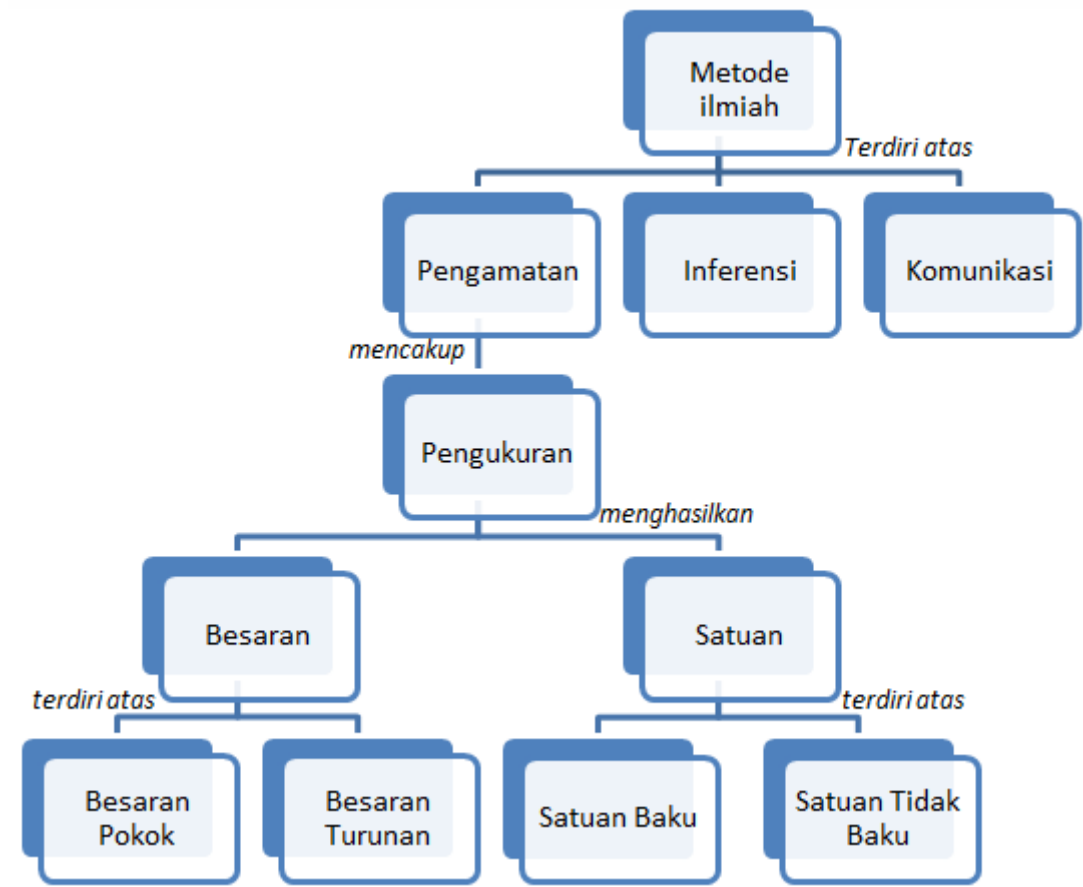 Metode
ilmiah
Terdiri atas
Pengamatan
Inferensi
Komunikasi
mencakup
Pengukuran
menghasilkan
Besaran
Satuan
terdiri atas
terdiri atas
Besaran
Pokok
Besaran
Turunan
Satuan Baku
Satuan Tidak
Baku